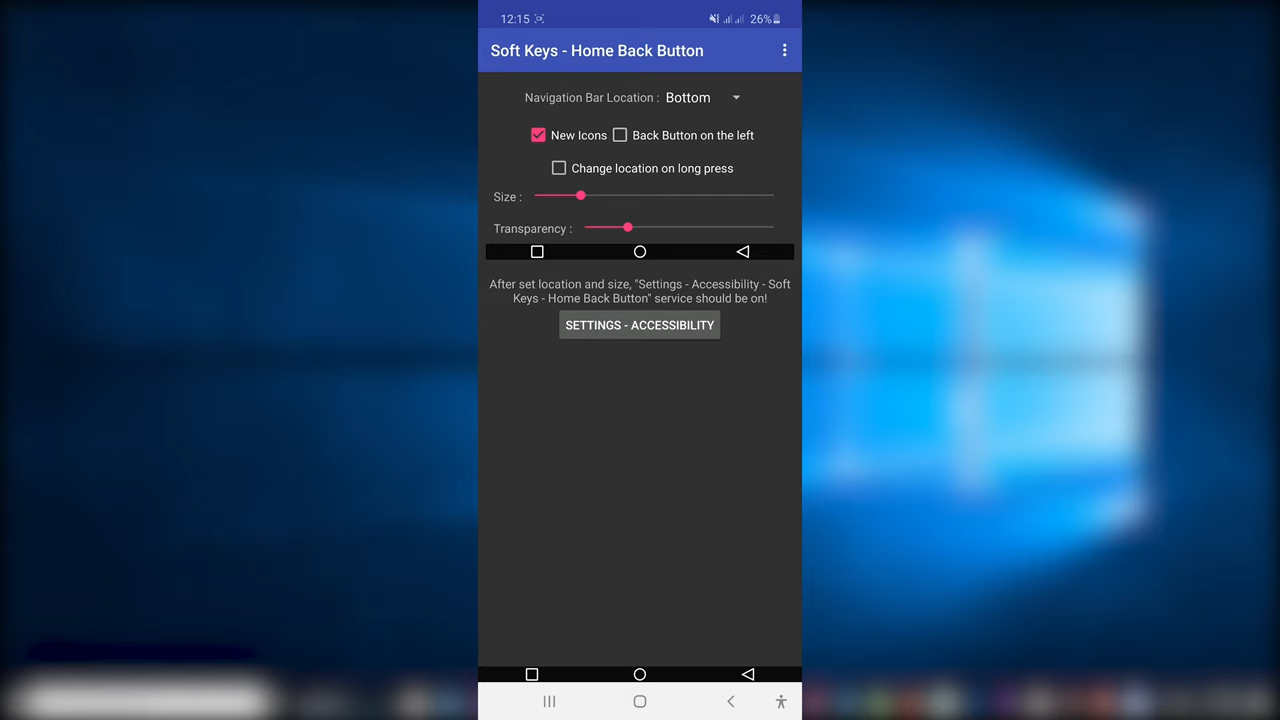 12:15 26%
Soft Keys - Home Back Button
Navigation Bar Location : Bottom
New Icons Back Button on the left
Change location on long press
Size :
Transparency :
After set location and size, "Settings - Accessibility - Soft
Keys - Home Back Button" service should be on!
SETTINGS - ACCESSIBILITY